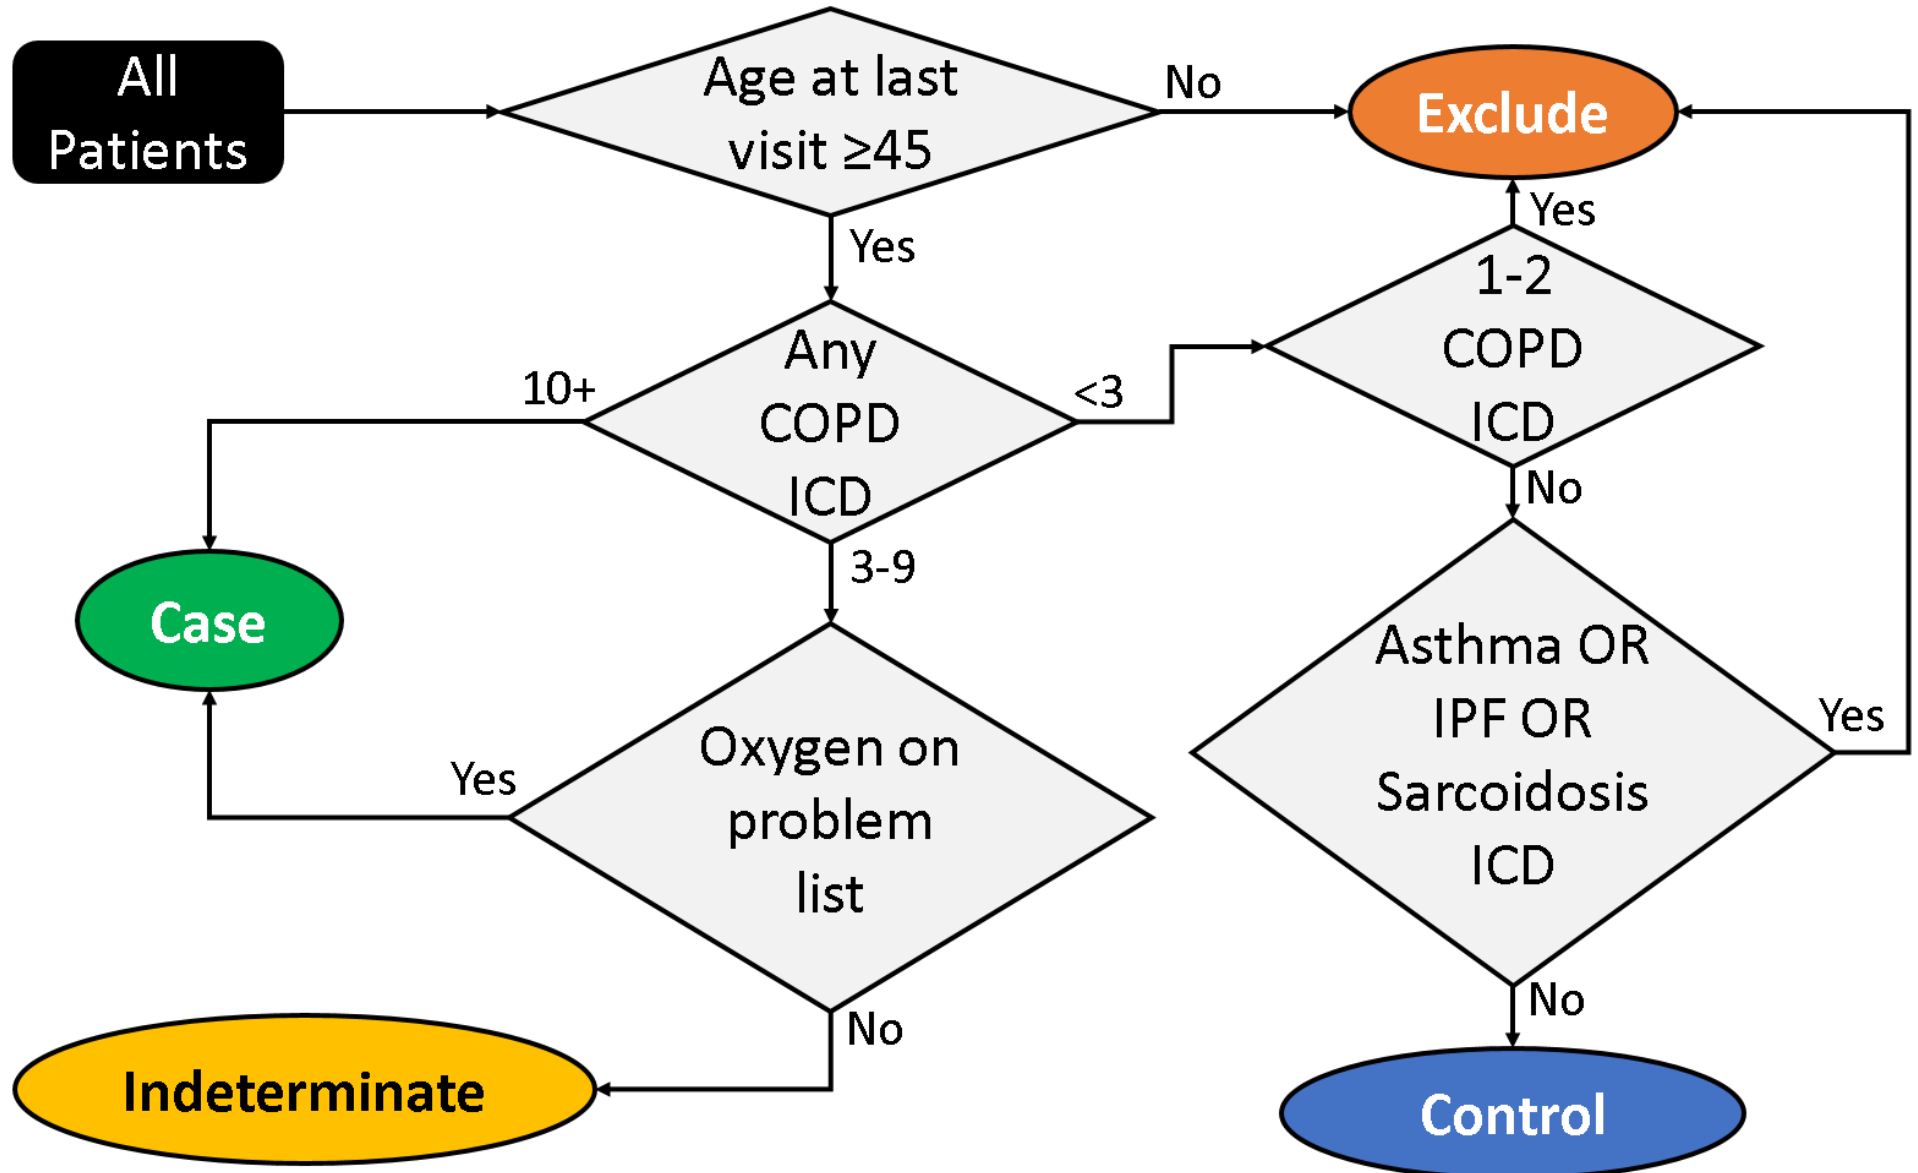 All
Patients
Age at last
visit ≥45
No
Exclude
Yes
Yes
1-2
COPD
ICD
Any
COPD
ICD
10+
<3
No
3-9
Case
Asthma OR
IPF OR
Sarcoidosis
ICD
Yes
Oxygen on
problem
list
Yes
No
No
Indeterminate
Control